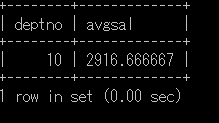 +--------+-------------+
| deptno | avgsal      |
+--------+-------------+
|     10 | 2916.666667 |
+--------+-------------+
1 row in set (0.00 sec)